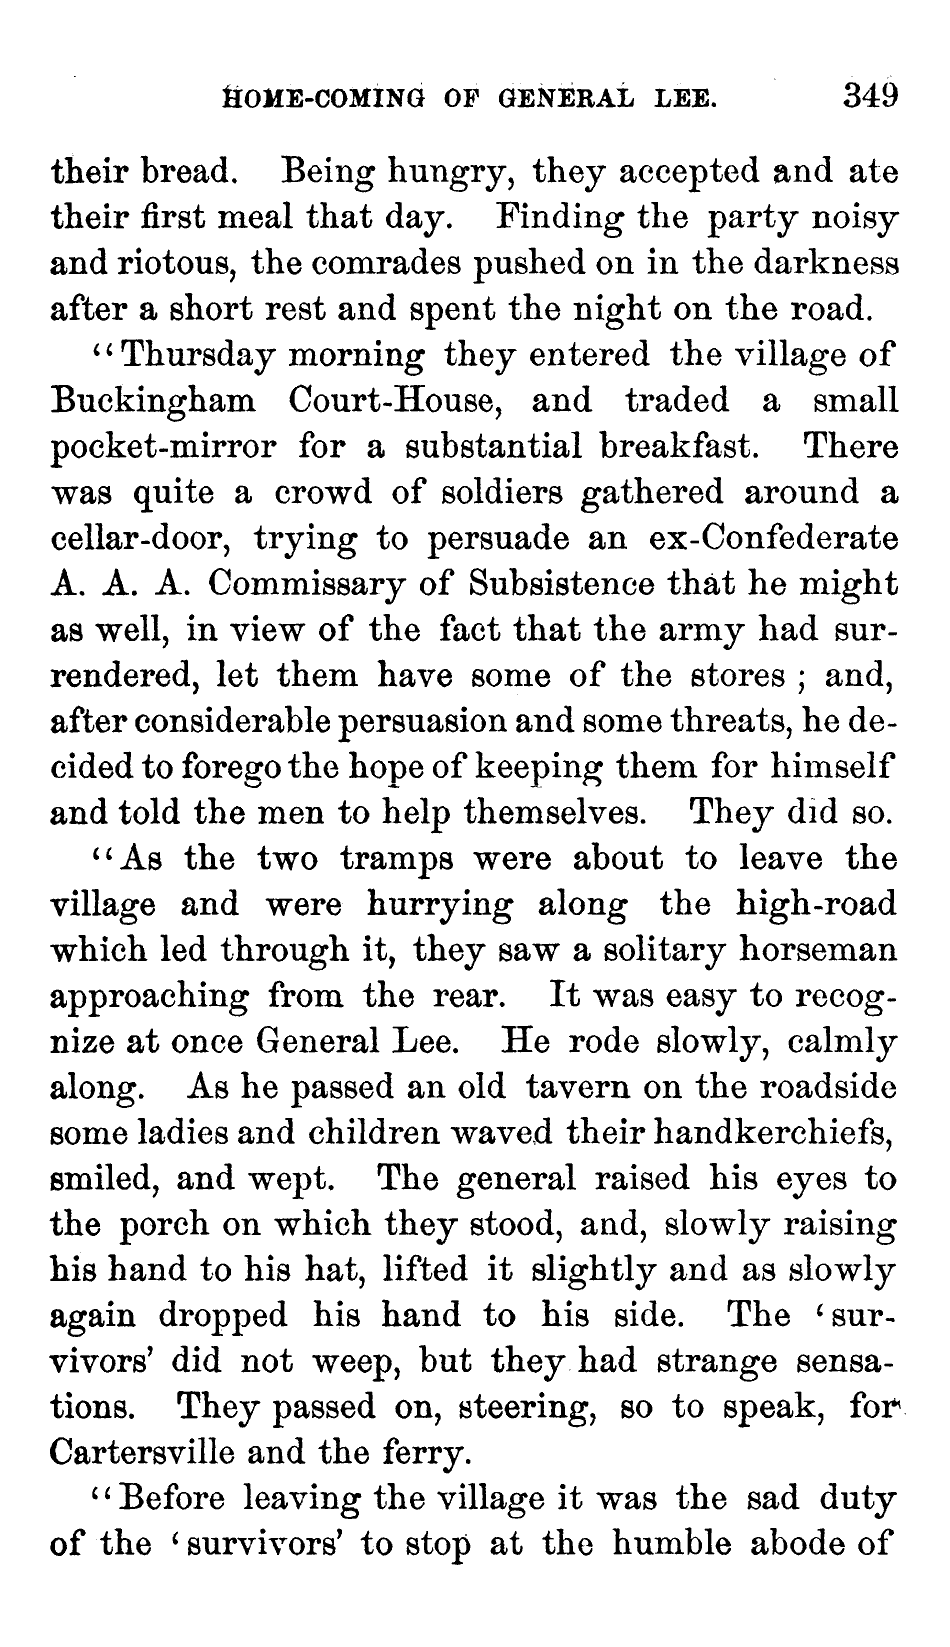 HOME-COMING OF GENERAL LEE. 349
their bread. Being hungry, they accepted and ate
their first meal that day. Finding the party noisy
and riotous, the comrades pushed on in the darkness
after a short rest and spent the night on the road.
“Thursday morning they entered the village of
Buckingham Court-House, and traded a small
pocket-mirror for a substantial breakfast. There
was quite a crowd of soldiers gathered around a
cellar-door, trying to persuade an ex-Confederate
A. A. A. Commissary of Subsistence that he might
as well, in view of the fact that the army had sur-
rendered, let them have some of the stores ; and,
after considerable persuasion and some threats, he de-
cided to forego the hope of keeping them for himself
and told the men to help themselves. They did so.
“As the two tramps were about to leave the
village and were hurrying along the high-road
which led through it, they saw a solitary horseman
approaching from the rear. It was easy to recog-
nize at once General Lee. He rode slowly, calmly
along. As he passed an old tavern on the roadside
some ladies and children waved their handkerchiefs,
smiled, and wept. The general raised his eyes to
the porch on which they stood, and, slowly raising
his hand to his hat, lifted it slightly and as slowly
again dropped his hand to his side. The ‘sur-
vivors’ did not weep, but they had strange sensa-
tions. They passed on, steering, so to speak, for
Cartersville and the ferry.
“Before leaving the village it was the sad duty
of the ‘survivors’ to stop at the humble abode of